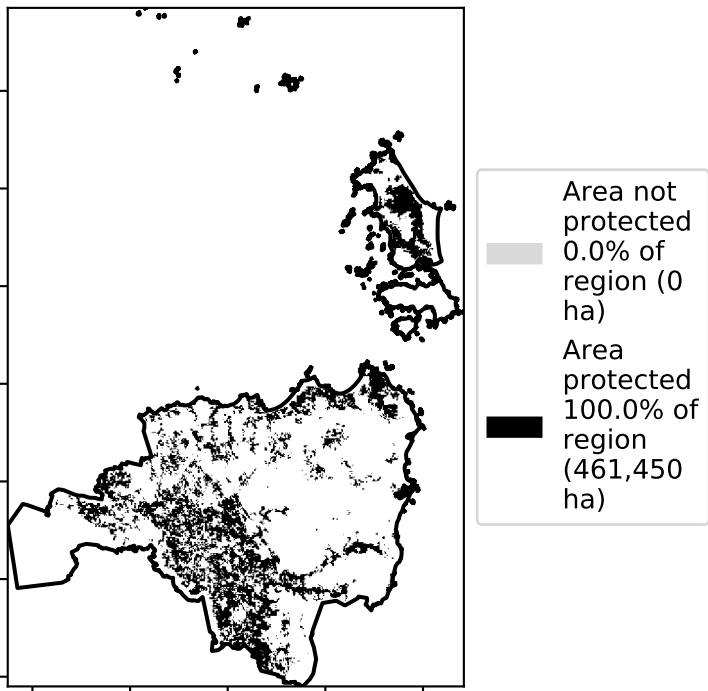 Area not
protected
0.0% of
region (0
ha)
Area
protected
100.0% of
region
(461,450
ha)